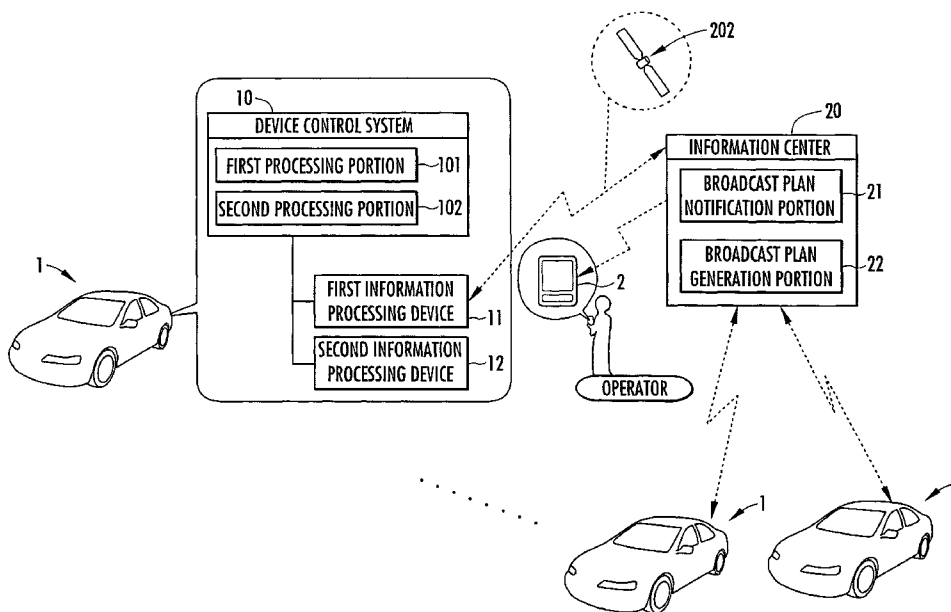 202
10
DEVICE CONTROL SYSTEM
FIRST PROCESSING PORTION
101
SECOND PROCESSING PORTION
102
20
INFORMATION CENTER
BROADCAST PLAN
NOTIFICATION PORTION
21
BROADCAST PLAN
GENERATION PORTION
22
1
FIRST INFORMATION
PROCESSING DEVICE
11
SECOND INFORMATION
PROCESSING DEVICE
12
2
OPERATOR
1